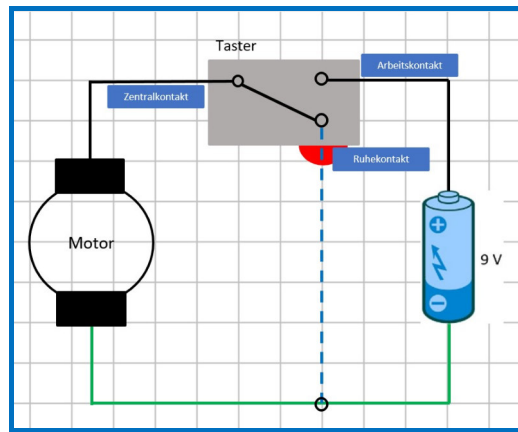 Taster
Arbeitskontakt
Zentralkontakt
Ruhekontakt
Motor
9 V